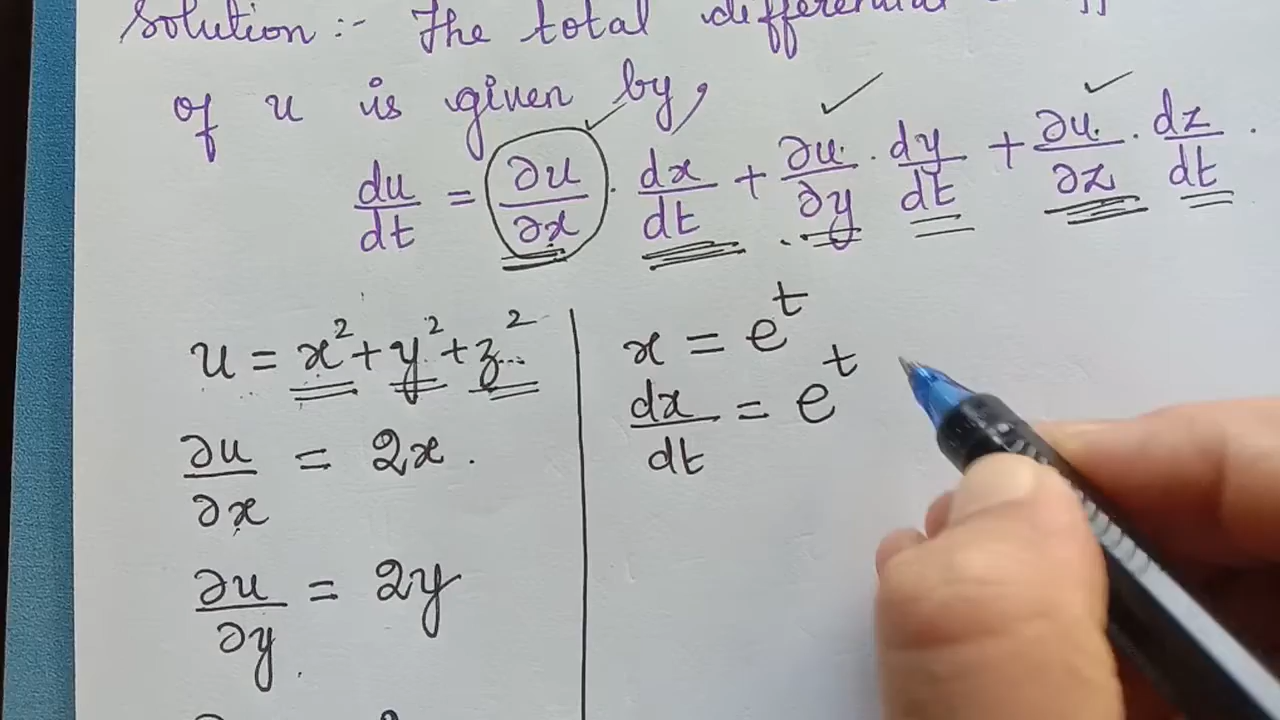 Solution :- The total differential
of u is given by,
du/dt = ∂u/∂x . dx/dt + ∂u/∂y . dy/dt + ∂u/∂z . dz/dt .
u = x² + y² + z²
∂u/∂x = 2x .
∂u/∂y = 2y
x = e^t
dx/dt = e^t